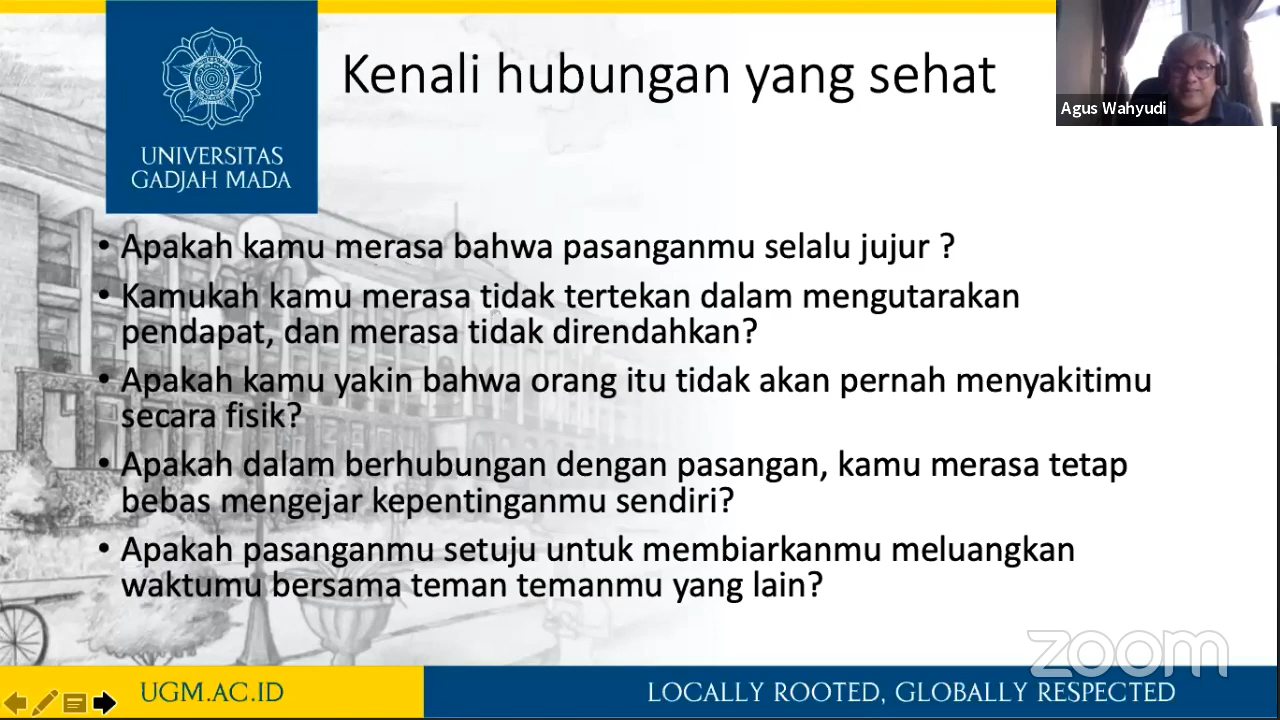 Kenali hubungan yang sehat
Agus Wahyudi
UNIVERSITAS
GADJAH MADA
• Apakah kamu merasa bahwa pasanganmu selalu jujur ?
• Kamukah kamu merasa tidak tertekan dalam mengutarakan
pendapat, dan merasa tidak direndahkan?
• Apakah kamu yakin bahwa orang itu tidak akan pernah menyakitimu
secara fisik?
• Apakah dalam berhubungan dengan pasangan, kamu merasa tetap
bebas mengejar kepentinganmu sendiri?
• Apakah pasanganmu setuju untuk membiarkanmu meluangkan
waktumu bersama teman temanmu yang lain?
zoom
UGM.AC.ID
LOCALLY ROOTED, GLOBALLY RESPECTED